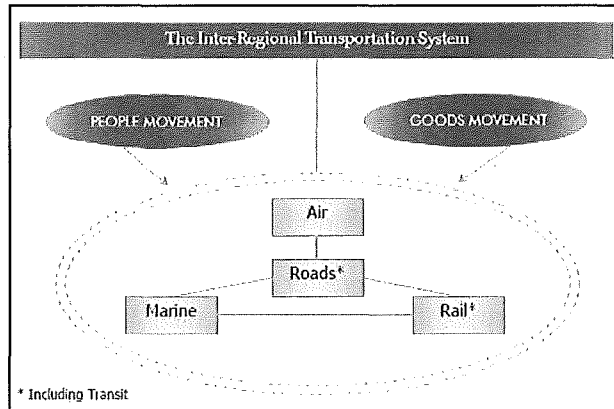 The Inter-Regional Transportation System
PEOPLE MOVEMENT
GOODS MOVEMENT
Air
Roads*
Marine
Rail*
* Including Transit